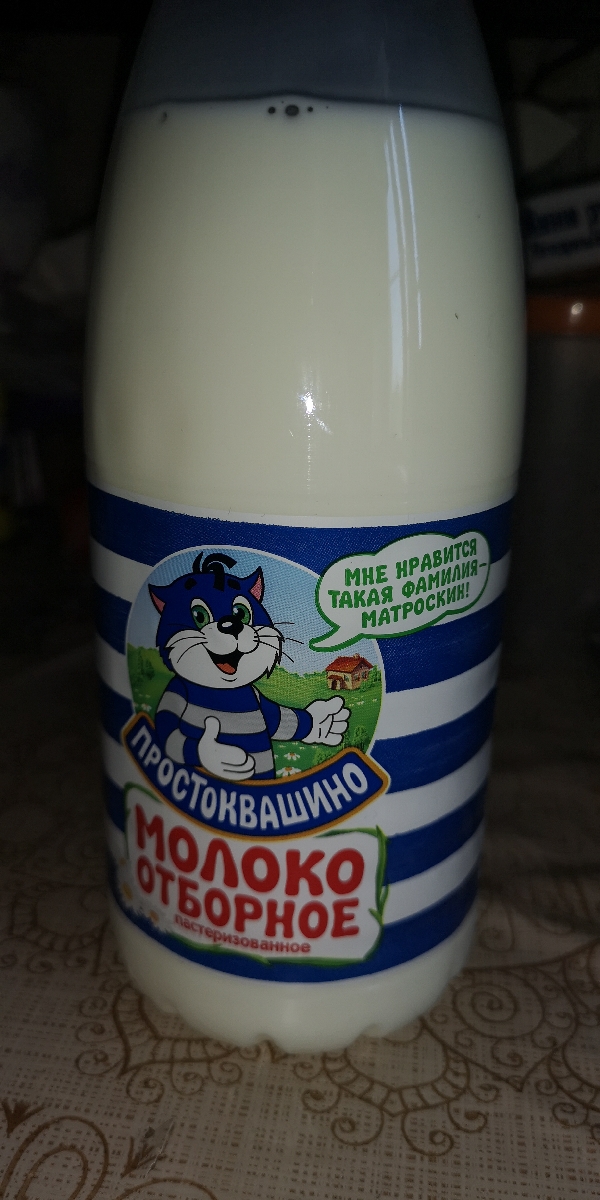 МНЕ НРАВИТСЯ
ТАКАЯ ФАМИЛИЯ–
МАТРОСКИН!
ПРОСТОКВАШИНО
МОЛОКО
ОТБОРНОЕ
пастеризованное